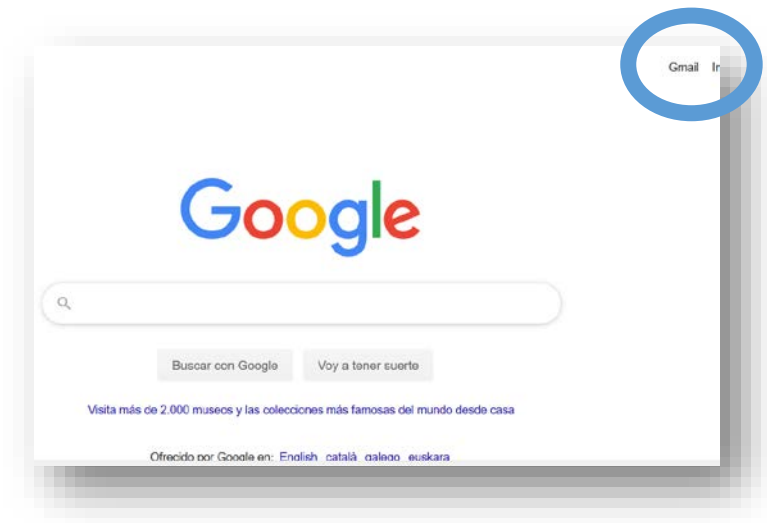 Gmail
Google
Buscar con Google Voy a tener suerte
Visita más de 2.000 museos y las colecciones más famosas del mundo desde casa
Ofrecido por Google en: English català galego euskara